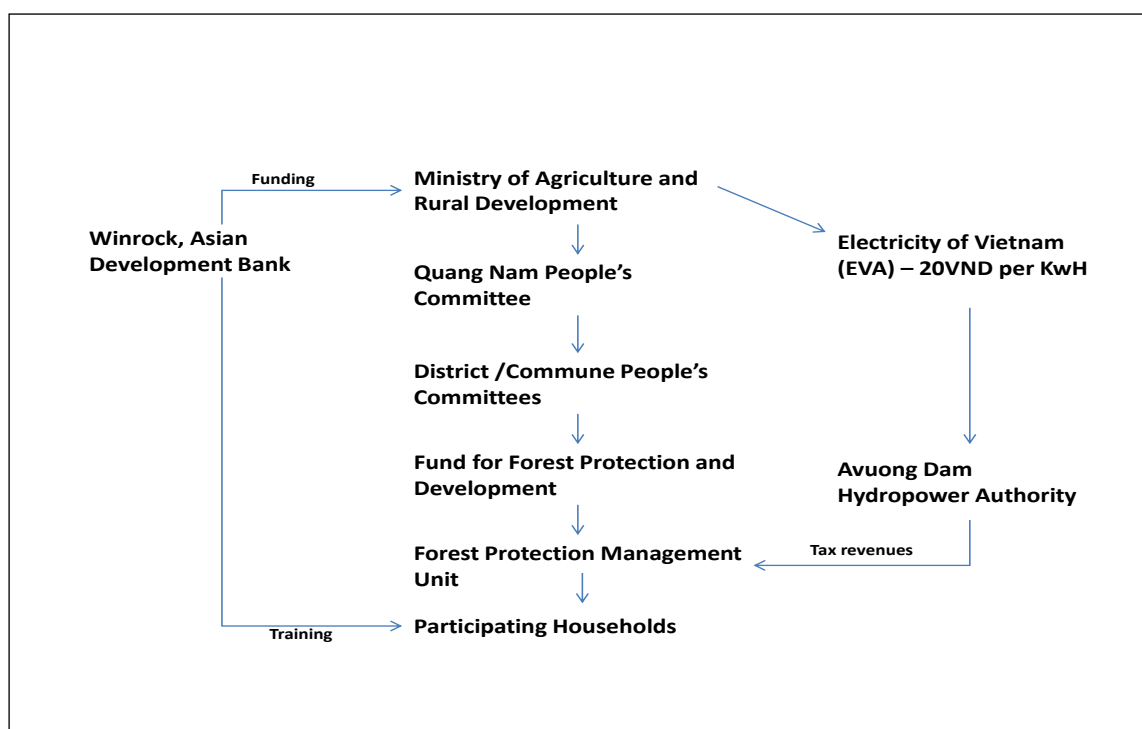 Funding
Ministry of Agriculture and
Rural Development
Winrock, Asian
Development Bank
Electricity of Vietnam
(EVA) – 20VND per KwH
Quang Nam People’s
Committee
District /Commune People’s
Committees
Fund for Forest Protection and
Development
Avuong Dam
Hydropower Authority
Forest Protection Management
Unit
Tax revenues
Training
Participating Households